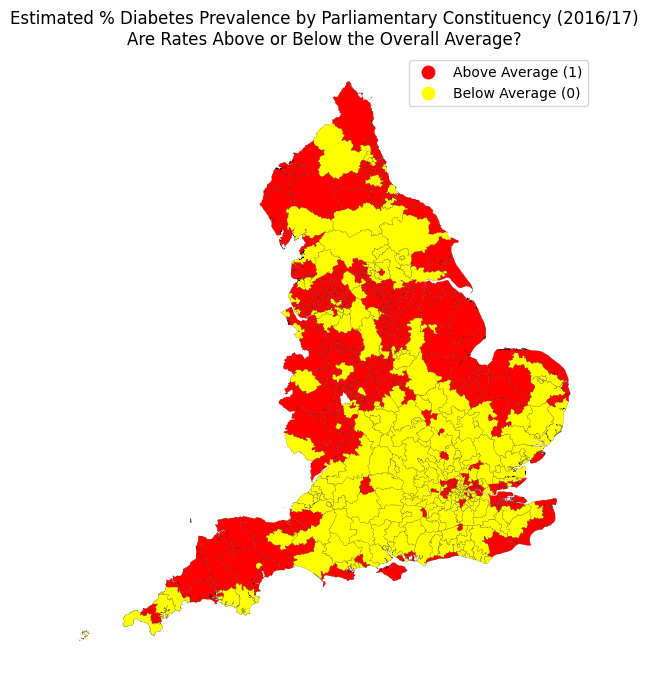 Estimated % Diabetes Prevalence by Parliamentary Constituency (2016/17)
Are Rates Above or Below the Overall Average?
Above Average (1)
Below Average (0)